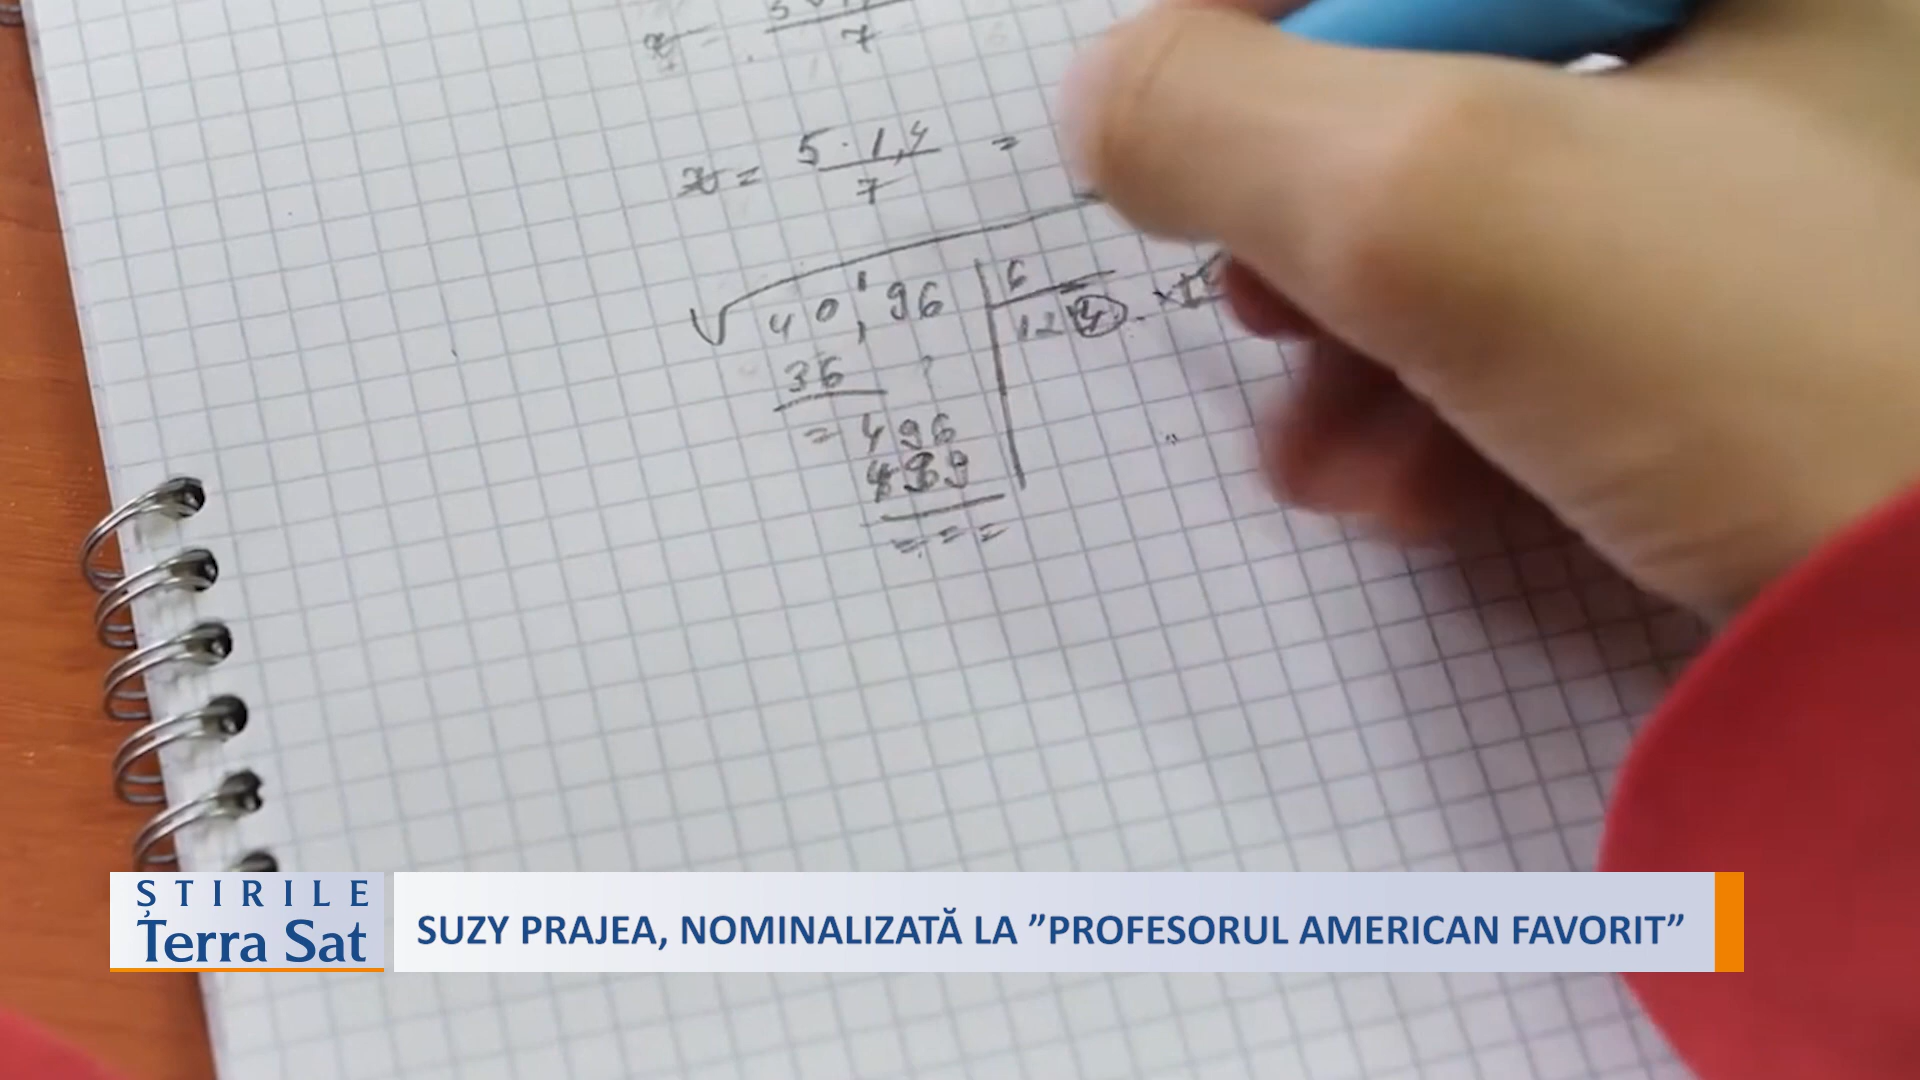 7
x = 5 · 1,4 =
7
√40,96 6
124
36
= 496
= = =
ȘTIRILE
Terra Sat
SUZY PRAJEA, NOMINALIZATĂ LA ”PROFESORUL AMERICAN FAVORIT”